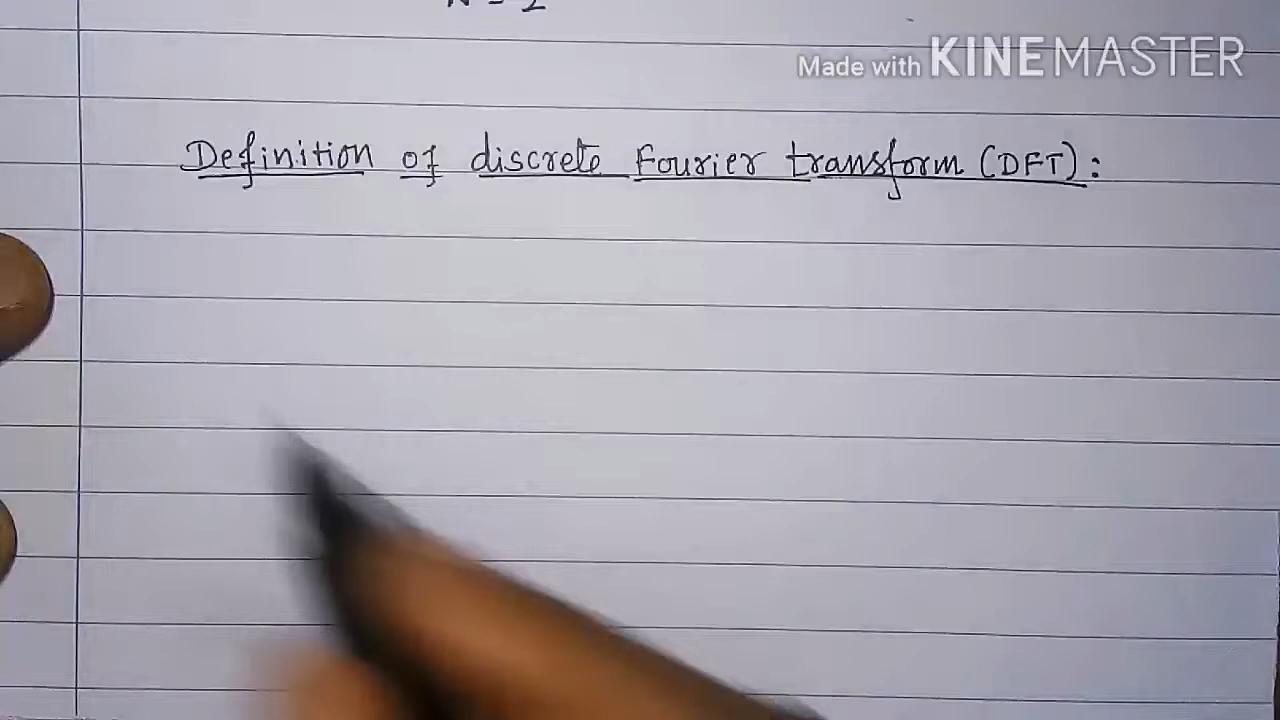 Made with KINEMASTER
Definition of discrete Fourier transform (DFT):